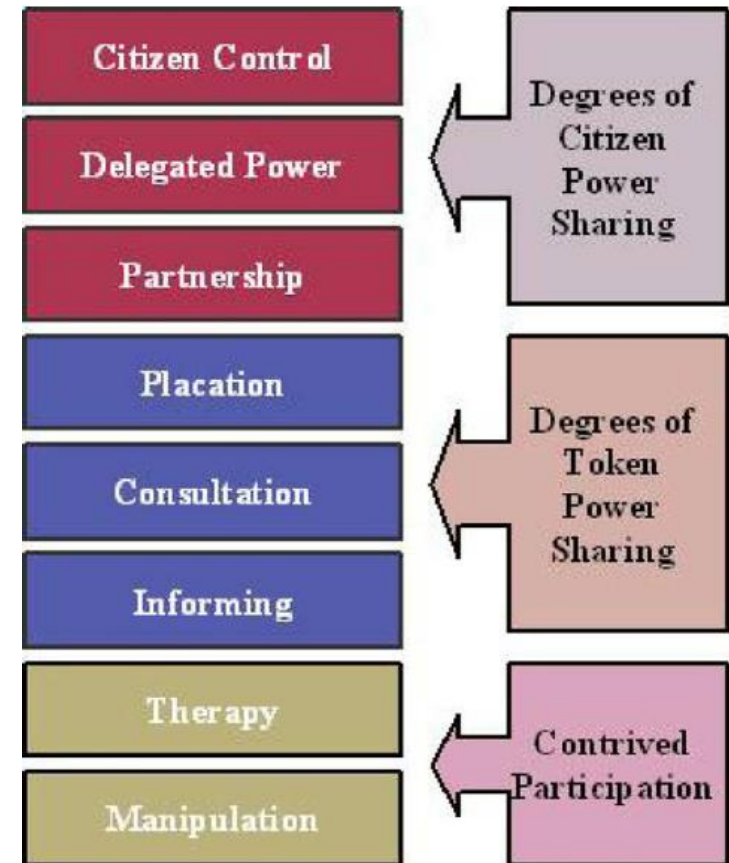 Citizen Control
Delegated Power
Partnership
Placation
Consultation
Informing
Therapy
Manipulation
Degrees of
Citizen
Power
Sharing
Degrees of
Token
Power
Sharing
Contrived
Participation